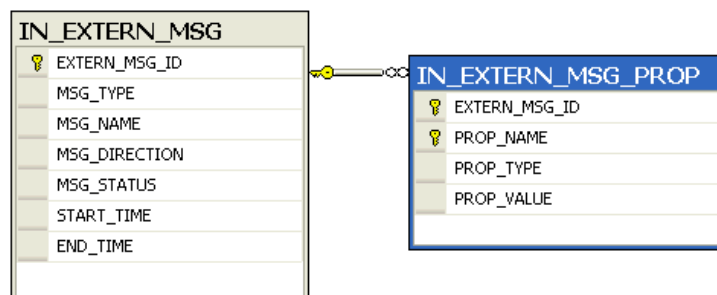 IN_EXTERN_MSG
EXTERN_MSG_ID
MSG_TYPE
MSG_NAME
MSG_DIRECTION
MSG_STATUS
START_TIME
END_TIME
IN_EXTERN_MSG_PROP
EXTERN_MSG_ID
PROP_NAME
PROP_TYPE
PROP_VALUE